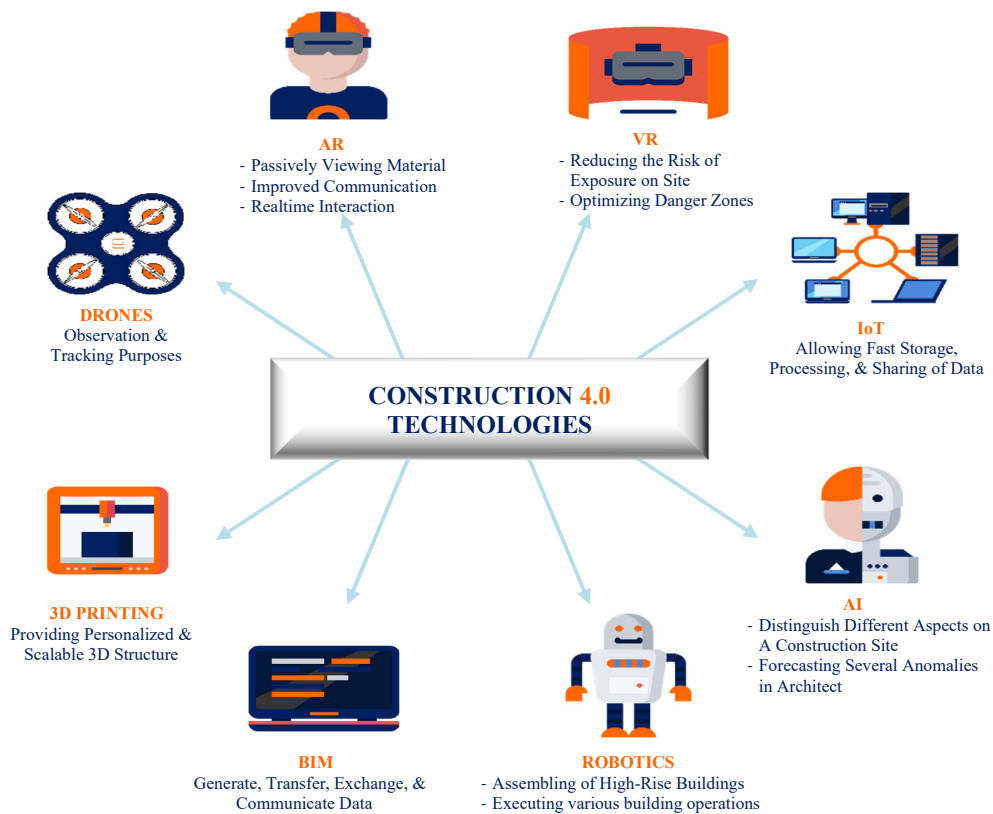 AR
- Passively Viewing Material
- Improved Communication
- Realtime Interaction
VR
- Reducing the Risk of
Exposure on Site
- Optimizing Danger Zones
DRONES
Observation &
Tracking Purposes
IoT
Allowing Fast Storage,
Processing, & Sharing of Data
CONSTRUCTION 4.0
TECHNOLOGIES
3D PRINTING
Providing Personalized &
Scalable 3D Structure
AI
- Distinguish Different Aspects on
A Construction Site
- Forecasting Several Anomalies
in Architect
BIM
Generate, Transfer, Exchange, &
Communicate Data
ROBOTICS
- Assembling of High-Rise Buildings
- Executing various building operations